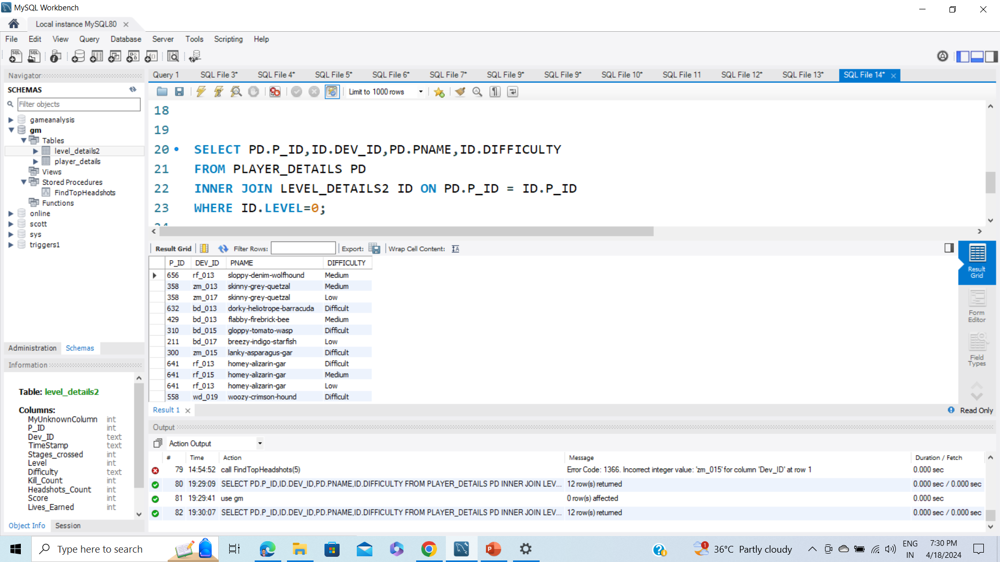 MySQL Workbench
Local instance MySQL80
File Edit View Query Database Server Tools Scripting Help
Navigator
SCHEMAS
Filter objects
gameanalysis
gm
Tables
level_details2
player_details
Views
Stored Procedures
FindTopHeadshots
Functions
online
scott
sys
triggers1
Administration Schemas
Information
Table: level_details2
Columns:
MyUnknownColumn int
P_ID int
Dev_ID text
TimeStamp text
Stages_crossed int
Level int
Difficulty text
Kill_Count int
Headshots_Count int
Score int
Lives_Earned int
Object Info Session
Query 1 SQL File 3* SQL File 4* SQL File 5* SQL File 6* SQL File 7* SQL File 9* SQL File 9* SQL File 10* SQL File 11 SQL File 12* SQL File 13* SQL File 14*
Limit to 1000 rows
18
19
20 SELECT PD.P_ID,ID.DEV_ID,PD.PNAME,ID.DIFFICULTY
21 FROM PLAYER_DETAILS PD
22 INNER JOIN LEVEL_DETAILS2 ID ON PD.P_ID = ID.P_ID
23 WHERE ID.LEVEL=0;
Result Grid Filter Rows: Export: Wrap Cell Content:
P_ID DEV_ID PNAME DIFFICULTY
656 rf_013 sloppy-denim-wolfhound Medium
358 zm_013 skinny-grey-quetzal Medium
358 zm_017 skinny-grey-quetzal Low
632 bd_013 dorky-heliotrope-barracuda Difficult
429 bd_013 flabby-firebrick-bee Medium
310 bd_015 gloppy-tomato-wasp Difficult
211 bd_017 breezy-indigo-starfish Low
300 zm_015 lanky-asparagus-gar Difficult
641 rf_013 homey-alizarin-gar Difficult
641 rf_015 homey-alizarin-gar Medium
641 rf_013 homey-alizarin-gar Low
558 wd_019 woozy-crimson-hound Difficult
Result Grid
Form Editor
Field Types
Result 1 Read Only
Output
Action Output
# Time Action Message Duration / Fetch
79 14:54:52 call FindTopHeadshots(5) Error Code: 1366. Incorrect integer value: 'zm_015' for column 'Dev_ID' at row 1 0.000 sec
80 19:29:09 SELECT PD.P_ID,ID.DEV_ID,PD.PNAME,ID.DIFFICULTY FROM PLAYER_DETAILS PD INNER JOIN LEV... 12 row(s) returned 0.000 sec / 0.000 sec
81 19:29:41 use gm 0 row(s) affected 0.000 sec
82 19:30:07 SELECT PD.P_ID,ID.DEV_ID,PD.PNAME,ID.DIFFICULTY FROM PLAYER_DETAILS PD INNER JOIN LEV... 12 row(s) returned 0.000 sec / 0.000 sec
Type here to search
1 36°C Partly cloudy
ENG
IN
7:30 PM
4/18/2024